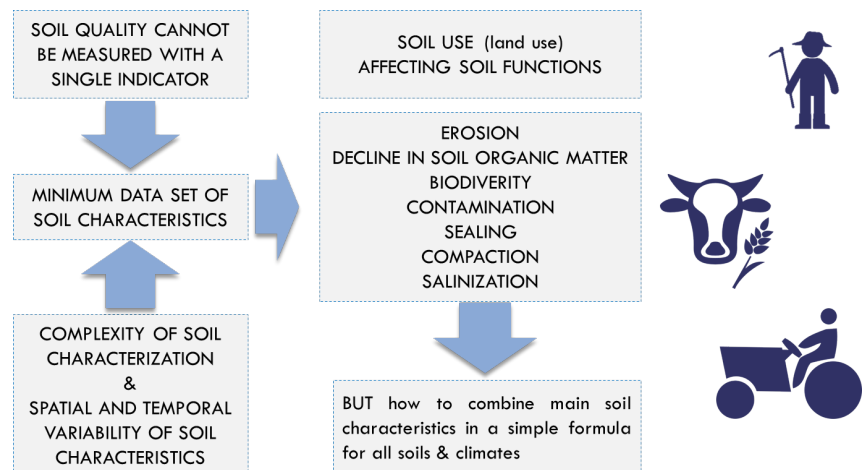 SOIL QUALITY CANNOT
BE MEASURED WITH A
SINGLE INDICATOR
MINIMUM DATA SET OF
SOIL CHARACTERISTICS
COMPLEXITY OF SOIL
CHARACTERIZATION
&
SPATIAL AND TEMPORAL
VARIABILITY OF SOIL
CHARACTERISTICS
SOIL USE (land use)
AFFECTING SOIL FUNCTIONS
EROSION
DECLINE IN SOIL ORGANIC MATTER
BIODIVERITY
CONTAMINATION
SEALING
COMPACTION
SALINIZATION
BUT how to combine main soil
characteristics in a simple formula
for all soils & climates